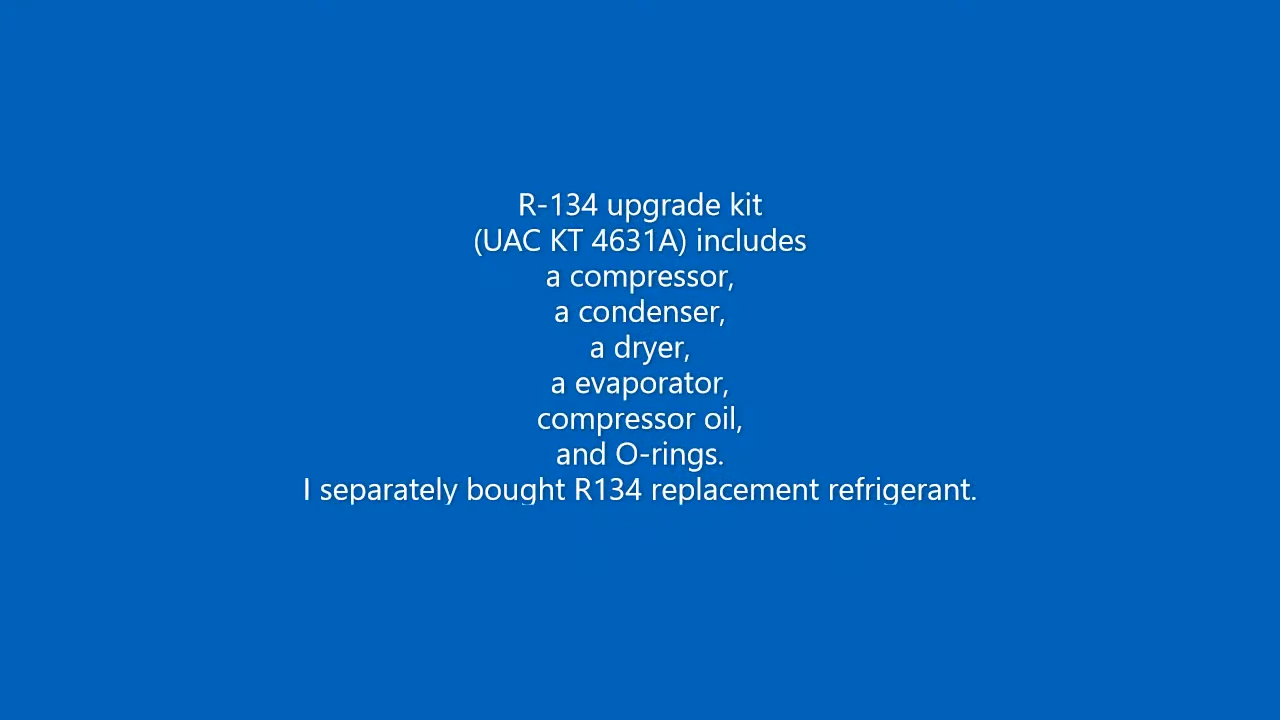 R-134 upgrade kit
(UAC KT 4631A) includes
a compressor,
a condenser,
a dryer,
a evaporator,
compressor oil,
and O-rings.
I separately bought R134 replacement refrigerant.